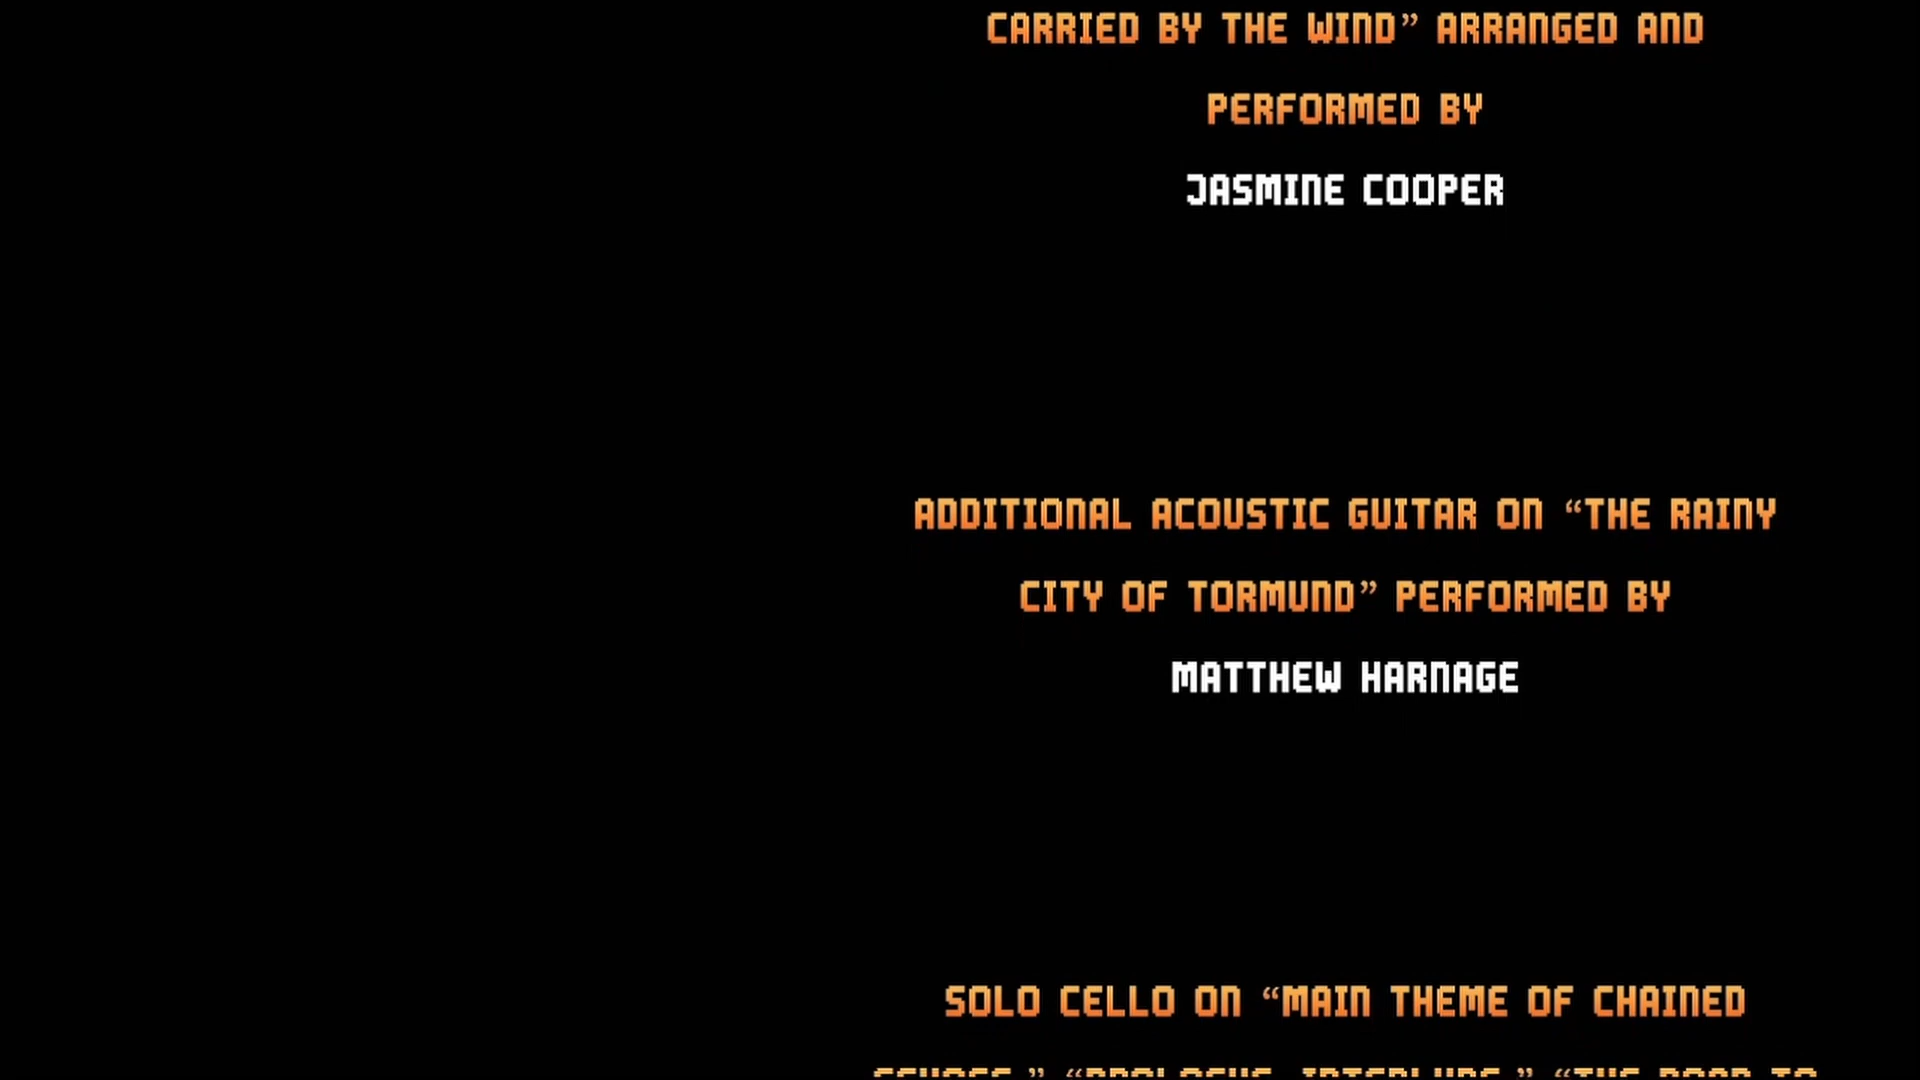 CARRIED BY THE WIND” ARRANGED AND
PERFORMED BY
JASMINE COOPER
ADDITIONAL ACOUSTIC GUITAR ON “THE RAINY
CITY OF TORMUND” PERFORMED BY
MATTHEW HARNAGE
SOLO CELLO ON “MAIN THEME OF CHAINED